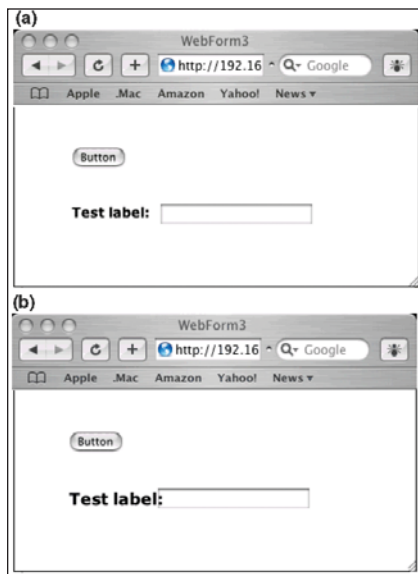 (a)
WebForm3
http://192.16 Google
Apple .Mac Amazon Yahoo! News
Button
Test label:
(b)
WebForm3
http://192.16 Google
Apple .Mac Amazon Yahoo! News
Button
Test label: